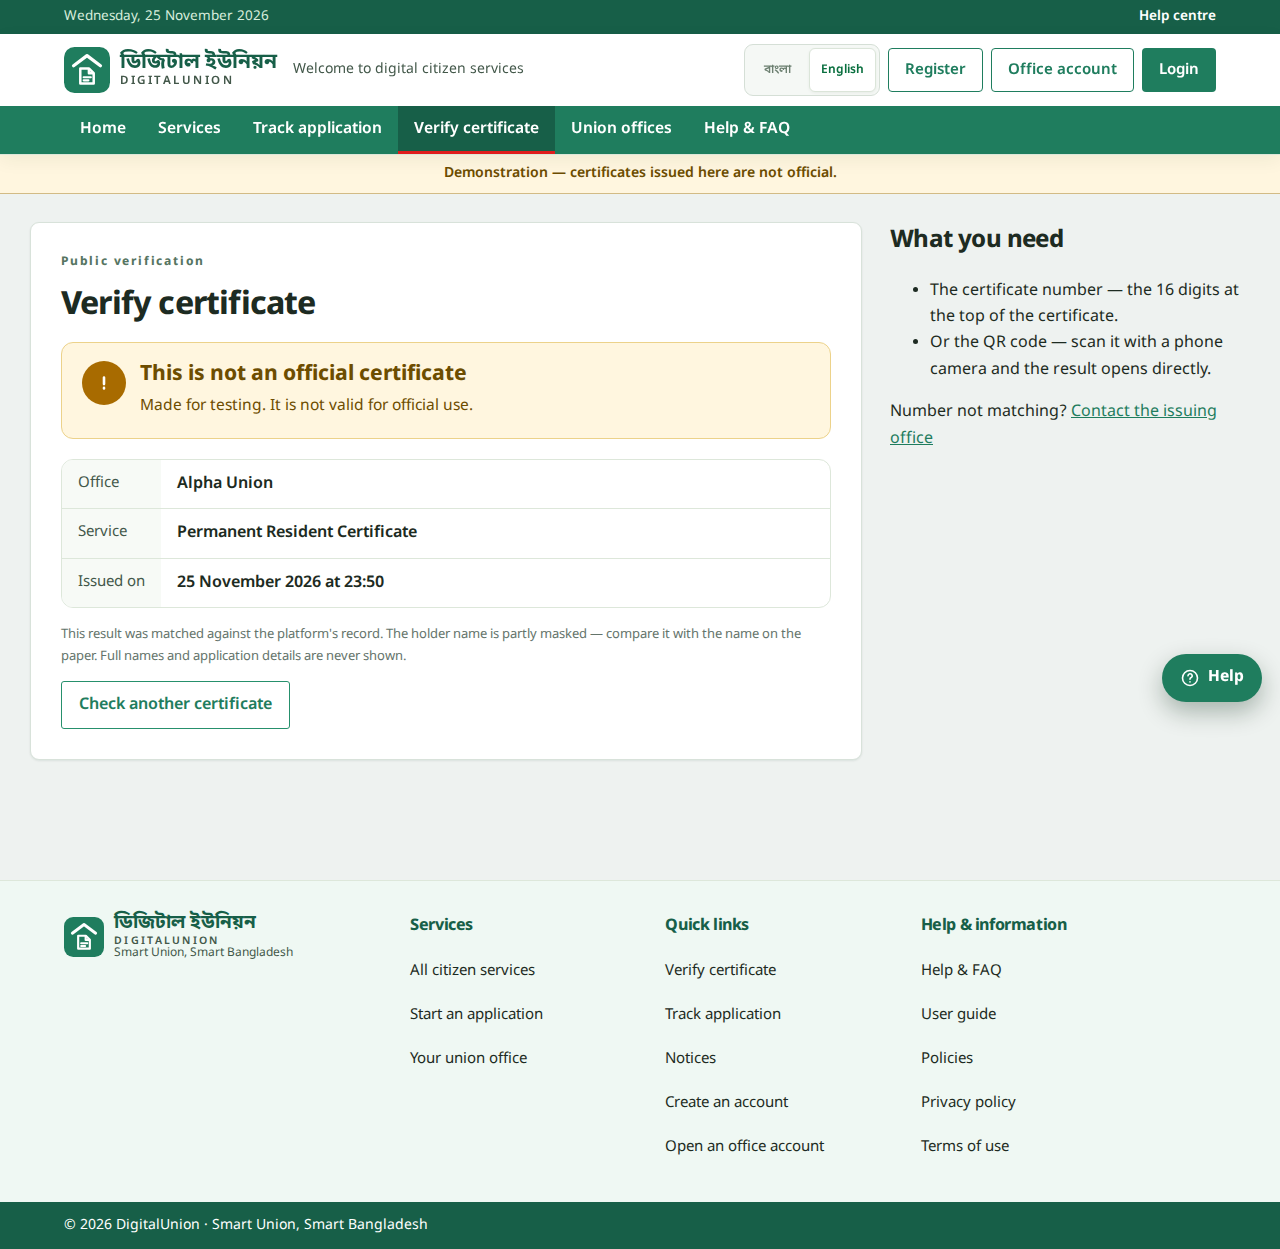 Wednesday, 25 November 2026
Help centre
ডিজিটাল ইউনিয়ন
DIGITALUNION
Welcome to digital citizen services
বাংলা
English
Register
Office account
Login
Home
Services
Track application
Verify certificate
Union offices
Help & FAQ
Demonstration — certificates issued here are not official.
Public verification
Verify certificate
This is not an official certificate
Made for testing. It is not valid for official use.
Office
Alpha Union
Service
Permanent Resident Certificate
Issued on
25 November 2026 at 23:50
This result was matched against the platform's record. The holder name is partly masked — compare it with the name on the
paper. Full names and application details are never shown.
Check another certificate
What you need
The certificate number — the 16 digits at
the top of the certificate.
Or the QR code — scan it with a phone
camera and the result opens directly.
Number not matching? Contact the issuing
office
Help
ডিজিটাল ইউনিয়ন
DIGITALUNION
Smart Union, Smart Bangladesh
Services
All citizen services
Start an application
Your union office
Quick links
Verify certificate
Track application
Notices
Create an account
Open an office account
Help & information
Help & FAQ
User guide
Policies
Privacy policy
Terms of use
© 2026 DigitalUnion · Smart Union, Smart Bangladesh